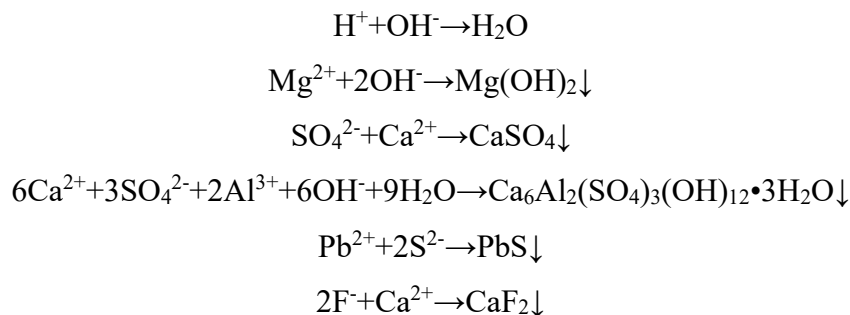 H⁺+OH⁻→H₂O
Mg²⁺+2OH⁻→Mg(OH)₂↓
SO₄²⁻+Ca²⁺→CaSO₄↓
6Ca²⁺+3SO₄²⁻+2Al³⁺+6OH⁻+9H₂O→Ca₆Al₂(SO₄)₃(OH)₁₂•3H₂O↓
Pb²⁺+2S²⁻→PbS↓
2F⁻+Ca²⁺→CaF₂↓